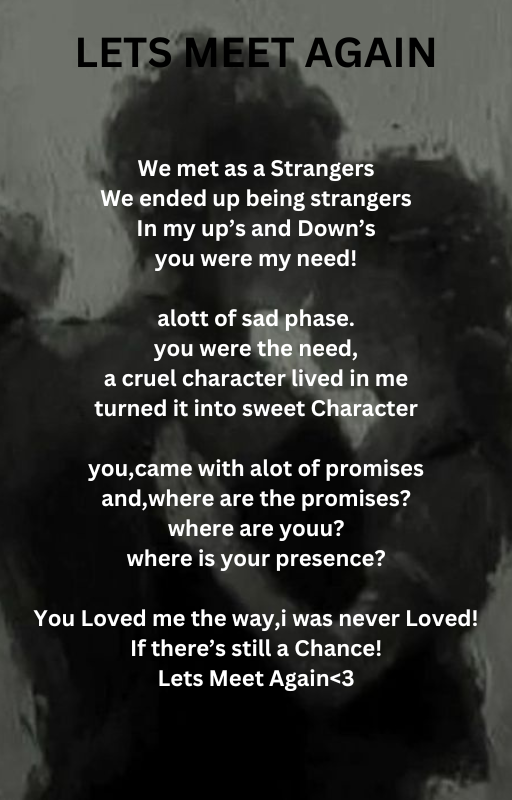 LETS MEET AGAIN
We met as a Strangers
We ended up being strangers
In my up’s and Down’s
you were my need!
alott of sad phase.
you were the need,
a cruel character lived in me
turned it into sweet Character
you,came with alot of promises
and,where are the promises?
where are youu?
where is your presence?
You Loved me the way,i was never Loved!
If there’s still a Chance!
Lets Meet Again<3